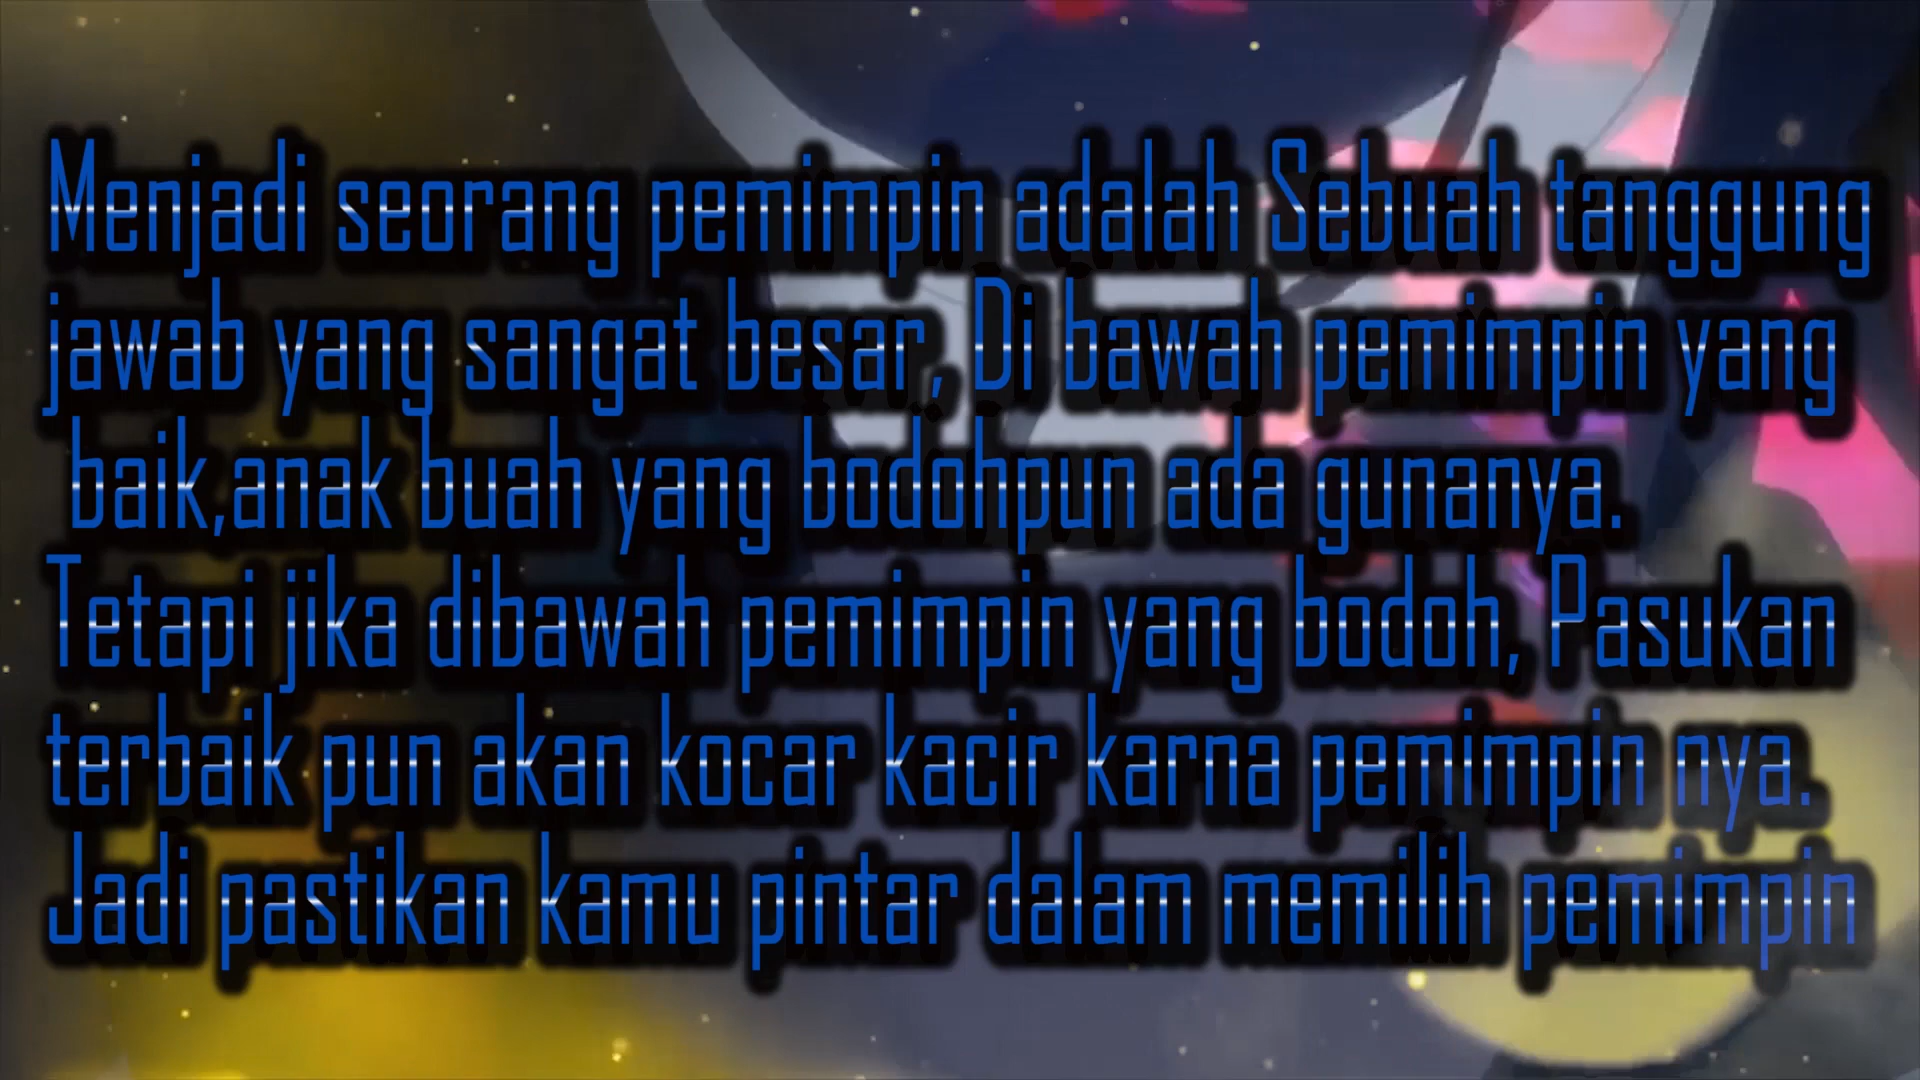 Menjadi seorang pemimpin adalah Sebuah tanggung
jawab yang sangat besar, Di bawah pemimpin yang
baik,anak buah yang bodohpun ada gunanya.
Tetapi jika dibawah pemimpin yang bodoh, Pasukan
terbaik pun akan kocar kacir karna pemimpin nya.
Jadi pastikan kamu pintar dalam memilih pemimpin